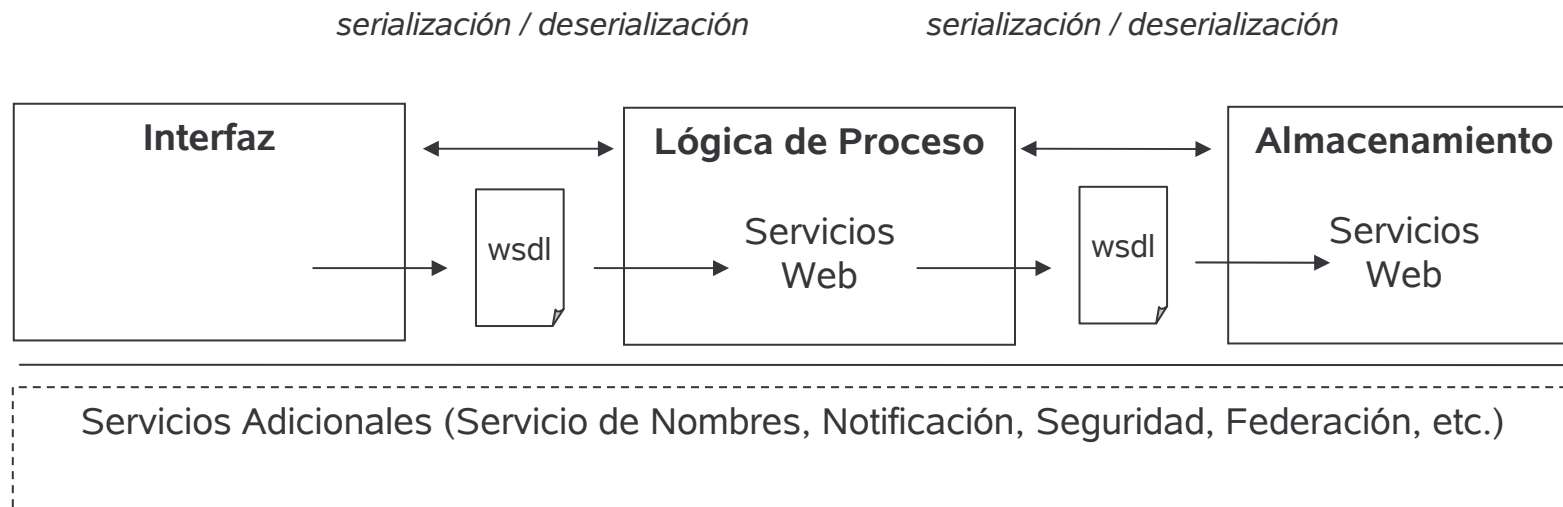 serialización / deserialización
serialización / deserialización
Interfaz
Lógica de Proceso
Almacenamiento
wsdl
Servicios
Web
wsdl
Servicios
Web
Servicios Adicionales (Servicio de Nombres, Notificación, Seguridad, Federación, etc.)